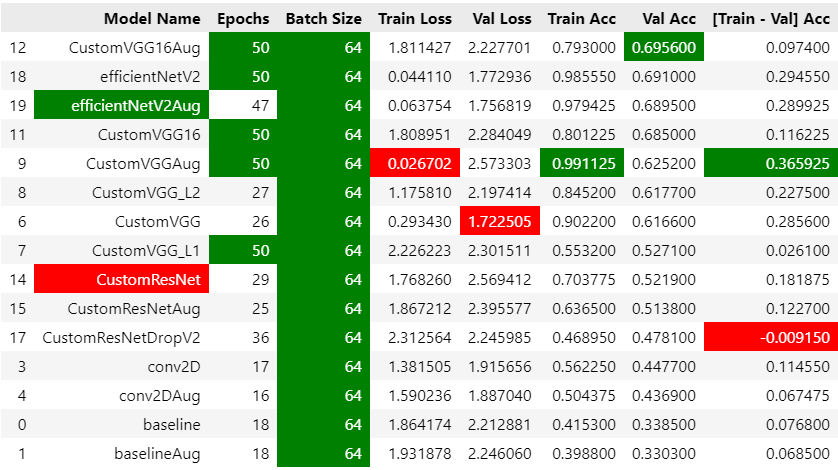 Model Name Epochs Batch Size Train Loss Val Loss Train Acc Val Acc [Train - Val] Acc
12 CustomVGG16Aug 50 64 1.811427 2.227701 0.793000 0.695600 0.097400
18 efficientNetV2 50 64 0.044110 1.772936 0.985550 0.691000 0.294550
19 efficientNetV2Aug 47 64 0.063754 1.756819 0.979425 0.689500 0.289925
11 CustomVGG16 50 64 1.808951 2.284049 0.801225 0.685000 0.116225
9 CustomVGGAug 50 64 0.026702 2.573303 0.991125 0.625200 0.365925
8 CustomVGG_L2 27 64 1.175810 2.197414 0.845200 0.617700 0.227500
6 CustomVGG 26 64 0.293430 1.722505 0.902200 0.616600 0.285600
7 CustomVGG_L1 50 64 2.226223 2.301511 0.553200 0.527100 0.026100
14 CustomResNet 29 64 1.768260 2.569412 0.703775 0.521900 0.181875
15 CustomResNetAug 25 64 1.867212 2.395577 0.636500 0.513800 0.122700
17 CustomResNetDropV2 36 64 2.312564 2.245985 0.468950 0.478100 -0.009150
3 conv2D 17 64 1.381505 1.915656 0.562250 0.447700 0.114550
4 conv2DAug 16 64 1.590236 1.887040 0.504375 0.436900 0.067475
0 baseline 18 64 1.864174 2.212881 0.415300 0.338500 0.076800
1 baselineAug 18 64 1.931878 2.246060 0.398800 0.330300 0.068500